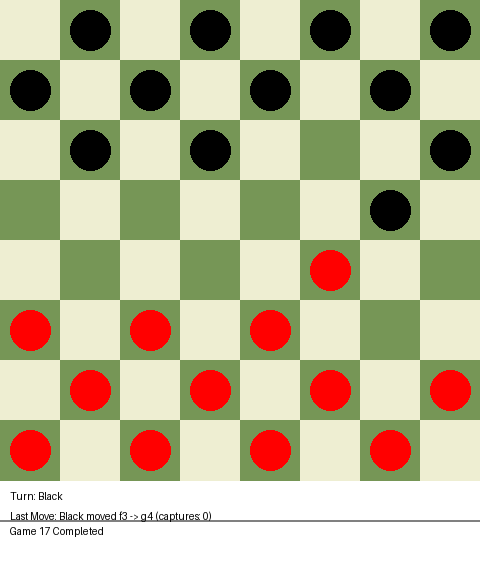 Turn: Black
Last Move: Black moved f3 -> g4 (captures: 0)
Game 17 Completed